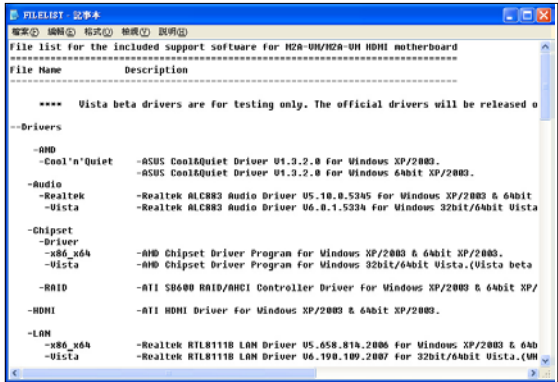 FILELIST - 記事本
檔案(F) 編輯(E) 格式(O) 檢視(V) 說明(H)
File list for the included support software for M2A-VM/M2A-VM HDMI motherboard
================================================================================
File Name Description
--------------------------------------------------------------------------------
**** Vista beta drivers are for testing only. The official drivers will be released o
--Drivers
-AMD
-Cool'n'Quiet -ASUS Cool&Quiet Driver V1.3.2.0 for Windows XP/2003.
-ASUS Cool&Quiet Driver V1.3.2.0 for Windows 64bit XP/2003.
-Audio
-Realtek -Realtek ALC883 Audio Driver V5.10.0.5345 for Windows XP/2003 & 64bit
-Vista -Realtek ALC883 Audio Driver V6.0.1.5334 for Windows 32bit/64bit Vista
-Chipset
-Driver
-x86_x64 -AMD Chipset Driver Program for Windows XP/2003 & 64bit XP/2003.
-Vista -AMD Chipset Driver Program for Windows 32bit/64bit Vista.(Vista beta
-RAID -ATI SB600 RAID/AHCI Controller Driver for Windows XP/2003 & 64bit XP/
-HDMI -ATI HDMI Driver for Windows XP/2003 & 64bit XP/2003.
-LAN
-x86_x64 -Realtek RTL8111B LAN Driver V5.658.814.2006 for Windows XP/2003 & 64b
-Vista -Realtek RTL8111B LAN Driver V6.190.109.2007 for 32bit/64bit Vista.(WH